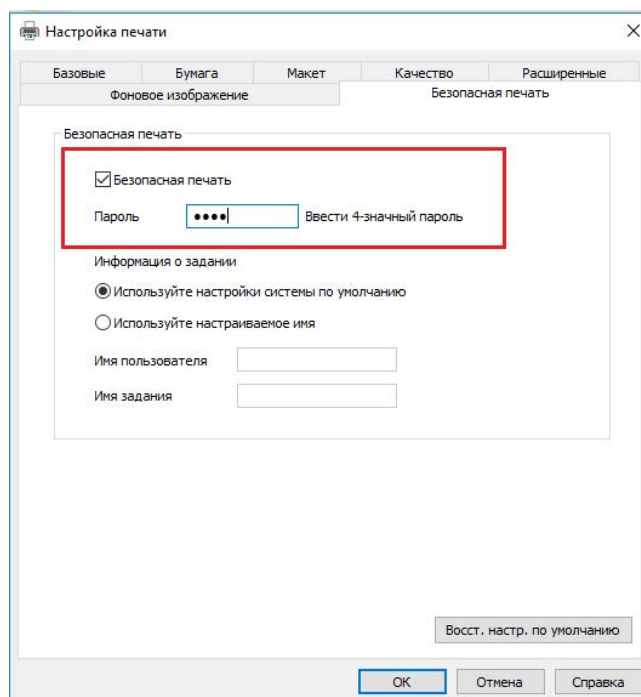 Настройка печати
Базовые Бумага Макет Качество Расширенные
Фоновое изображение Безопасная печать
Безопасная печать
Безопасная печать
Пароль •••• Ввести 4-значный пароль
Информация о задании
Используйте настройки системы по умолчанию
Используйте настраиваемое имя
Имя пользователя
Имя задания
Восст. настр. по умолчанию
ОК Отмена Справка